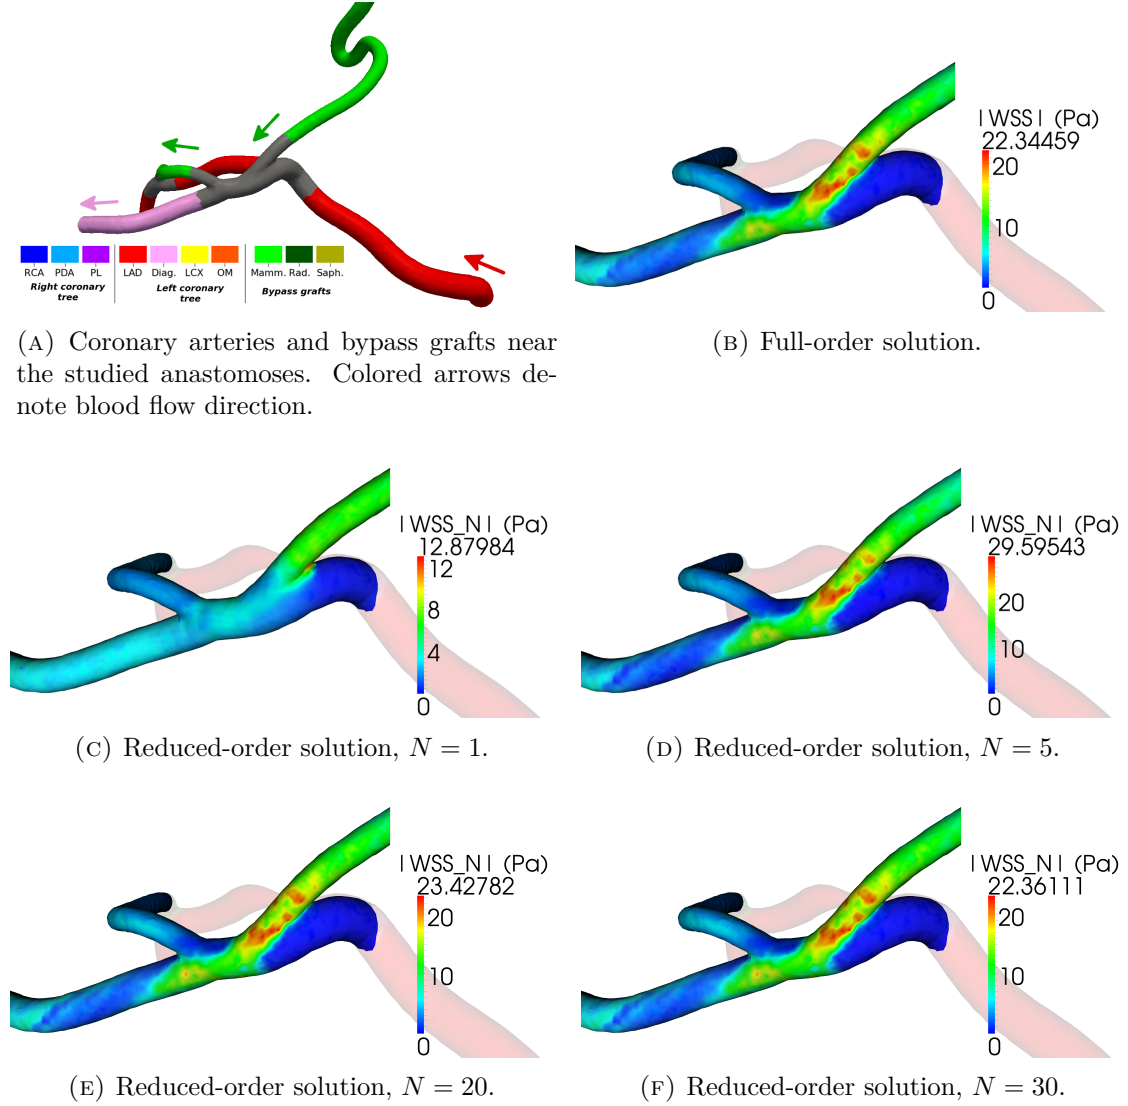 RCA PDA PL LAD Diag. LCX OM Mamm. Rad. Saph.
Right coronary tree
Left coronary tree
Bypass grafts
(A) Coronary arteries and bypass grafts near
the studied anastomoses. Colored arrows de-
note blood flow direction.
|WSS| (Pa)
22.34459
20
10
0
(B) Full-order solution.
|WSS_N| (Pa)
12.87984
12
8
4
0
(C) Reduced-order solution, N = 1.
|WSS_N| (Pa)
29.59543
20
10
0
(D) Reduced-order solution, N = 5.
|WSS_N| (Pa)
23.42782
20
10
0
(E) Reduced-order solution, N = 20.
|WSS_N| (Pa)
22.36111
20
10
0
(F) Reduced-order solution, N = 30.